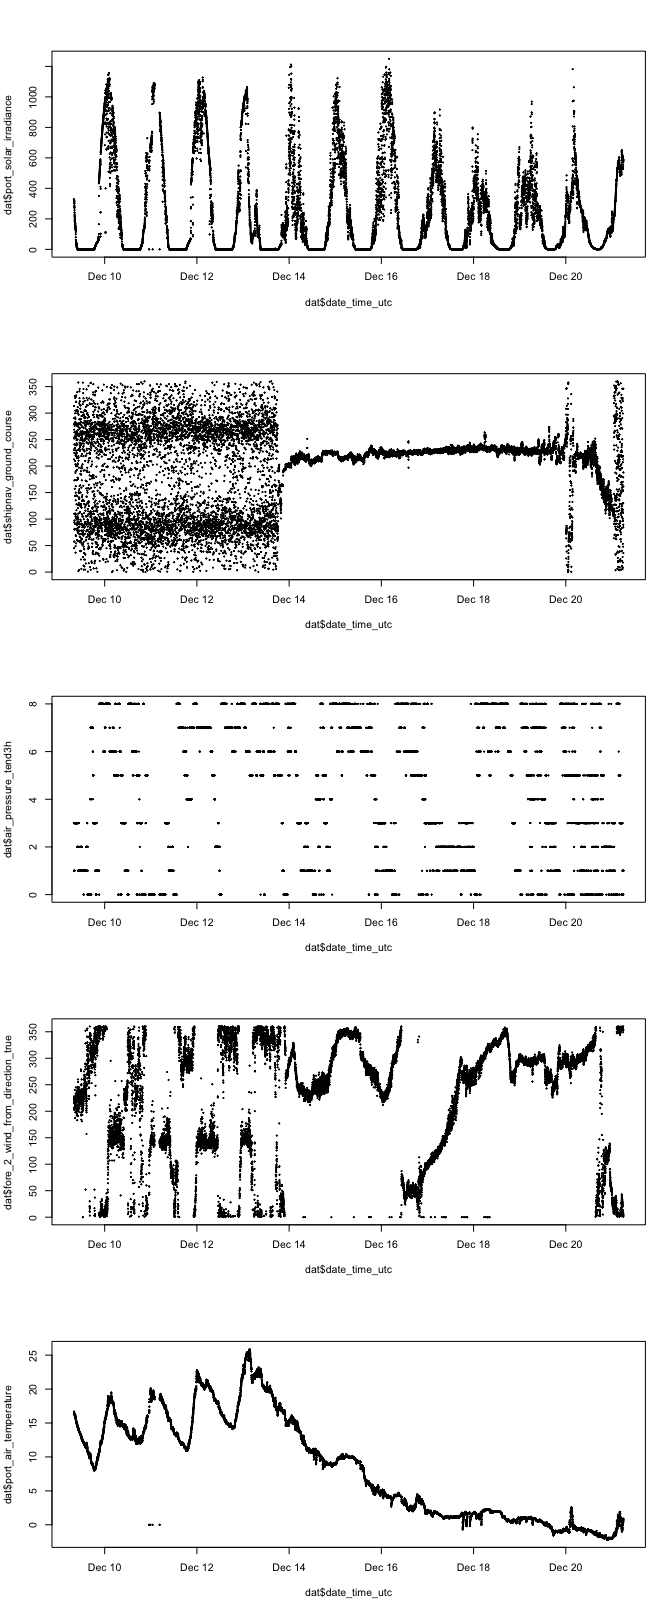 dat$port_solar_irradiance
0 200 400 600 800 1000
Dec 10 Dec 12 Dec 14 Dec 16 Dec 18 Dec 20
dat$date_time_utc
dat$shipnav_ground_course
0 50 100 150 200 250 300 350
Dec 10 Dec 12 Dec 14 Dec 16 Dec 18 Dec 20
dat$date_time_utc
dat$air_pressure_tend3h
0 2 4 6 8
Dec 10 Dec 12 Dec 14 Dec 16 Dec 18 Dec 20
dat$date_time_utc
dat$fore_2_wind_from_direction_true
0 50 100 150 200 250 300 350
Dec 10 Dec 12 Dec 14 Dec 16 Dec 18 Dec 20
dat$date_time_utc
dat$port_air_temperature
0 5 10 15 20 25
Dec 10 Dec 12 Dec 14 Dec 16 Dec 18 Dec 20
dat$date_time_utc